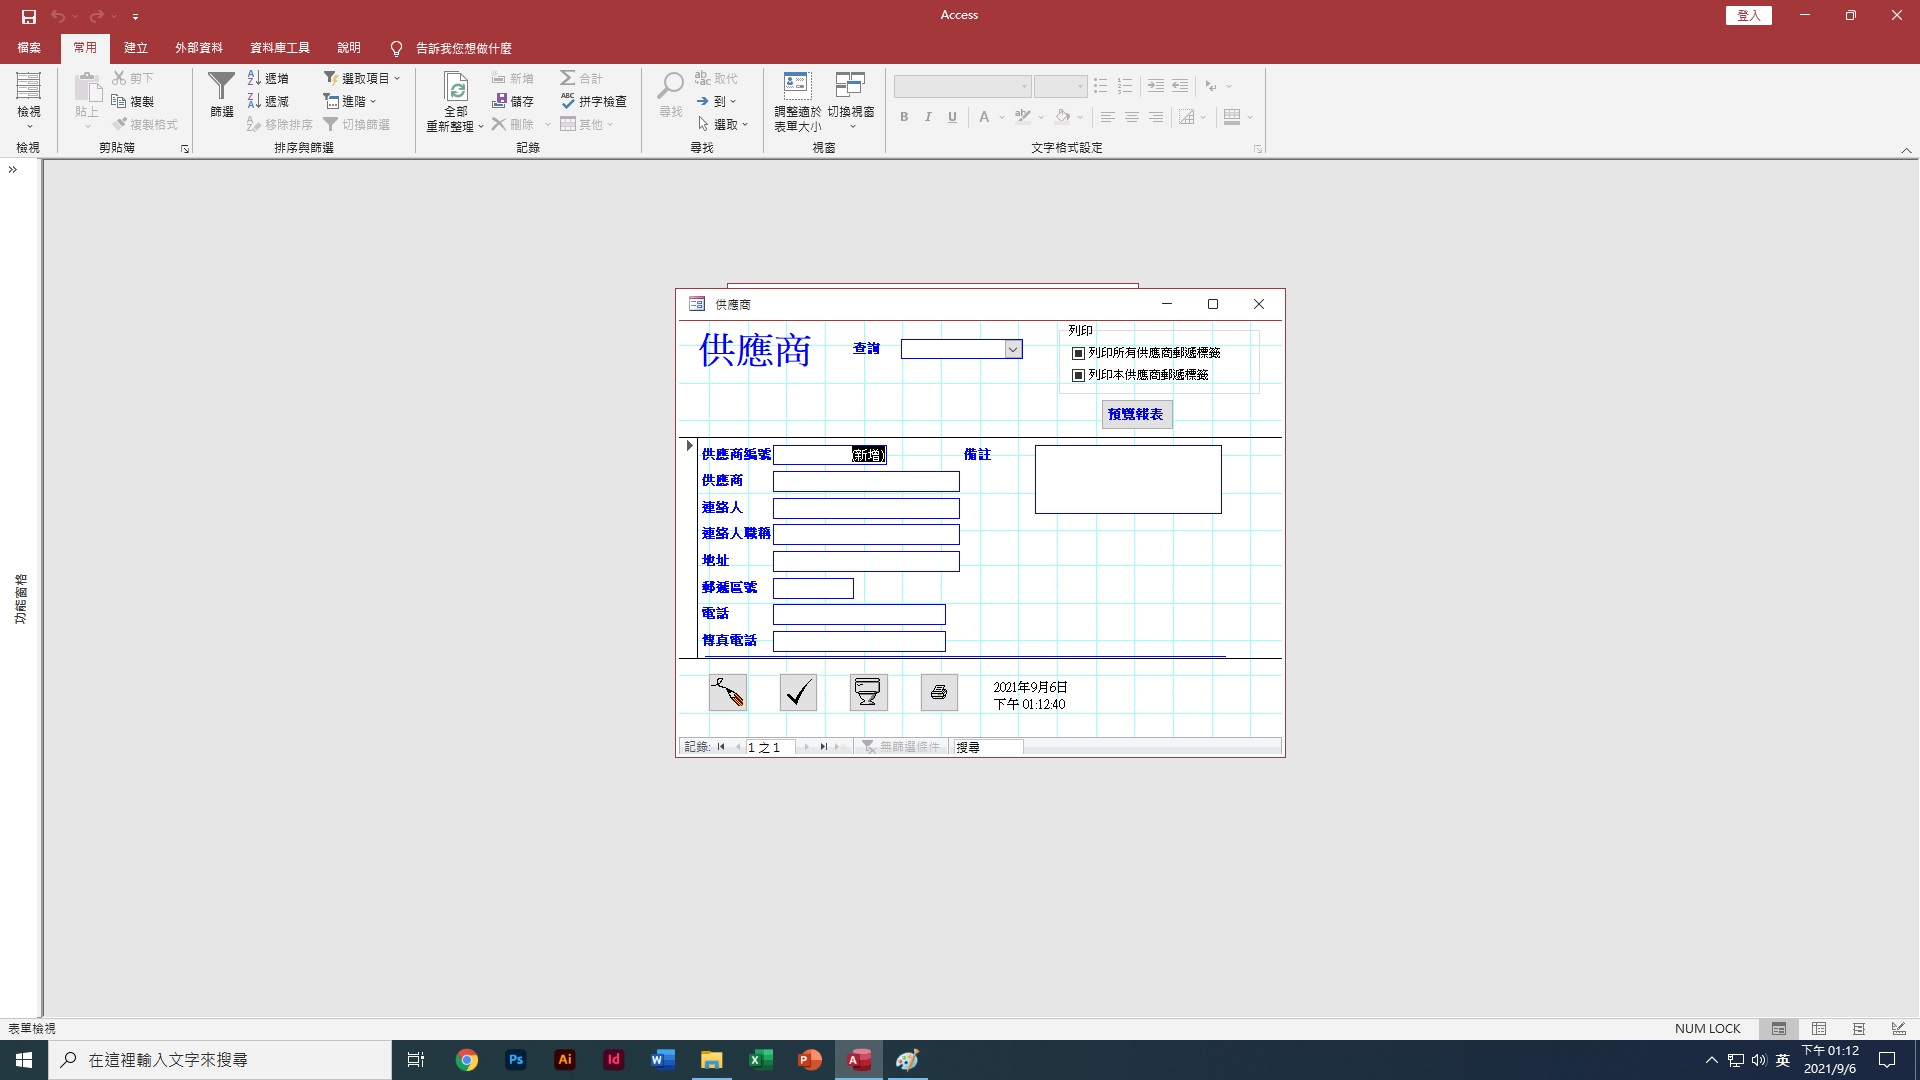 Access
登入
檔案 常用 建立 外部資料 資料庫工具 說明 告訴我您想做什麼
檢視
貼上
剪下
複製
複製格式
篩選
遞增
遞減
移除排序
選取項目
進階
切換篩選
全部
重新整理
新增
儲存
刪除
合計
拼字檢查
其他
尋找
取代
到
選取
調整適於
表單大小
切換視窗
B I U A
檢視 剪貼簿 排序與篩選 記錄 尋找 視窗 文字格式設定
功能窗格
供應商
供應商
查詢
列印
列印所有供應商郵遞標籤
列印本供應商郵遞標籤
預覽報表
供應商編號 (新增) 備註
供應商
連絡人
連絡人職稱
地址
郵遞區號
電話
傳真電話
2021年9月6日
下午 01:12:40
記錄: 1 之 1 無篩選條件 搜尋
表單檢視 NUM LOCK
在這裡輸入文字來搜尋
英
下午 01:12
2021/9/6